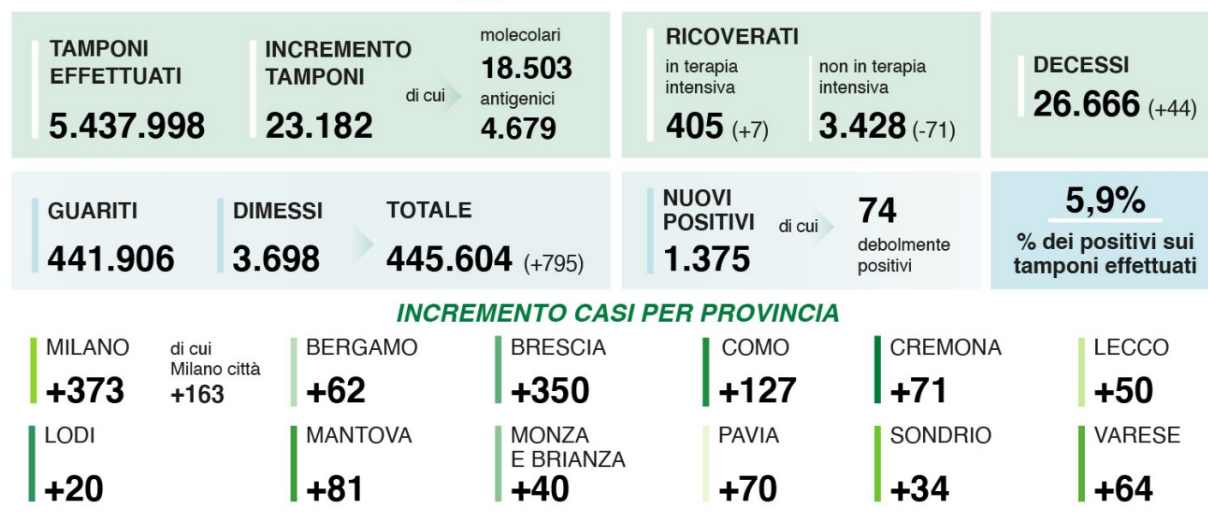 TAMPONI
EFFETTUATI
5.437.998
INCREMENTO
TAMPONI
23.182
di cui
molecolari
18.503
antigenici
4.679
RICOVERATI
in terapia
intensiva
405 (+7)
non in terapia
intensiva
3.428 (-71)
DECESSI
26.666 (+44)
GUARITI
441.906
DIMESSI
3.698
TOTALE
445.604 (+795)
NUOVI
POSITIVI
1.375
di cui
74
debolmente
positivi
5,9%
% dei positivi sui
tamponi effettuati
INCREMENTO CASI PER PROVINCIA
MILANO
+373
di cui
Milano città
+163
BERGAMO
+62
BRESCIA
+350
COMO
+127
CREMONA
+71
LECCO
+50
LODI
+20
MANTOVA
+81
MONZA
E BRIANZA
+40
PAVIA
+70
SONDRIO
+34
VARESE
+64